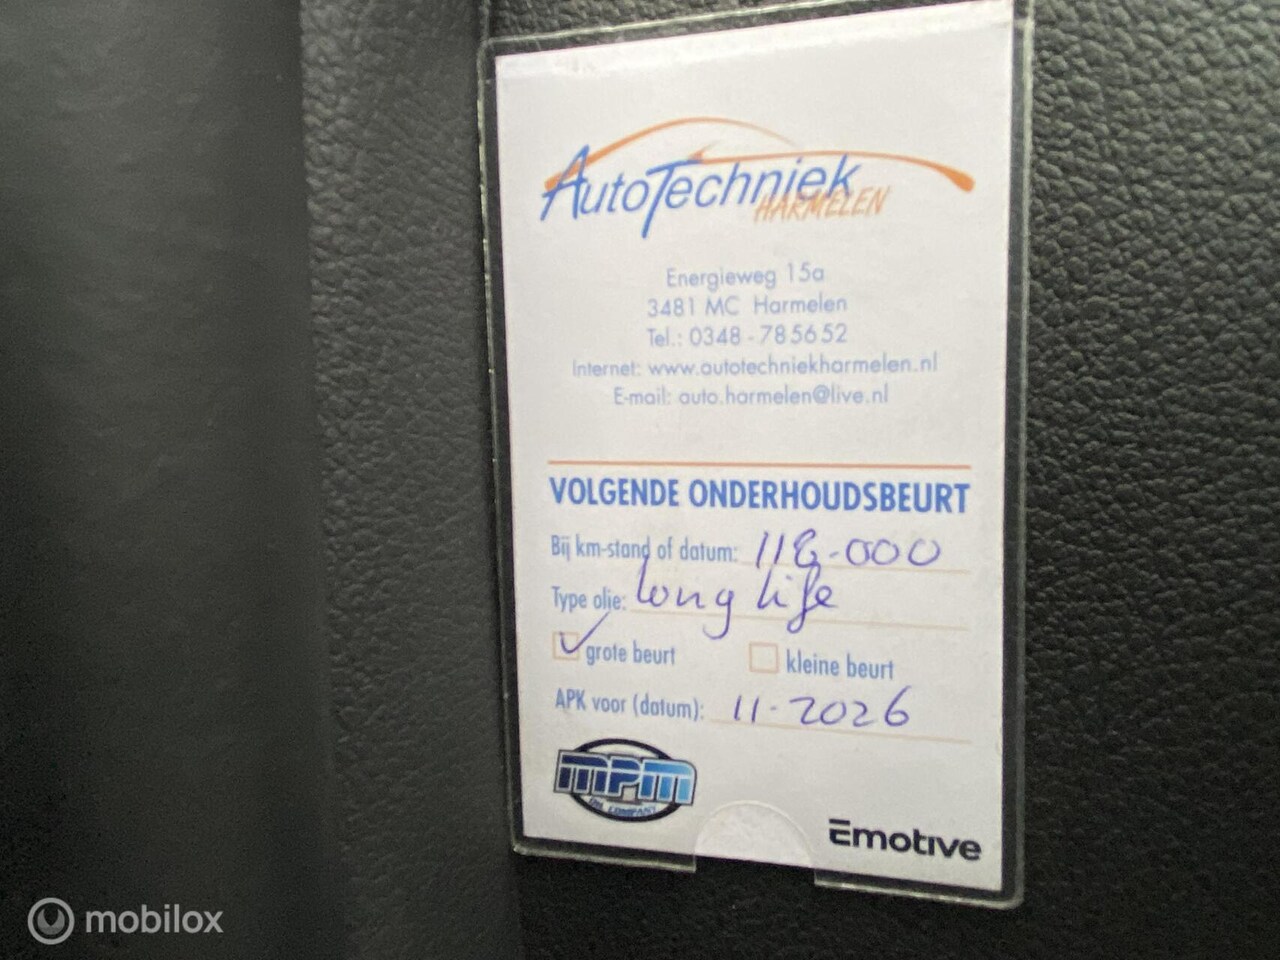 AutoTechniek
HARMELEN
Energieweg 15a
3481 MC Harmelen
Tel.: 0348 - 785652
Internet: www.autotechniekharmelen.nl
E-mail: auto.harmelen@live.nl
VOLGENDE ONDERHOUDSBEURT
Bij km-stand of datum: 118-000
Type olie: Long life
grote beurt kleine beurt
APK voor (datum): 11-2026
MPM
OIL COMPANY
Emotive
mobilox